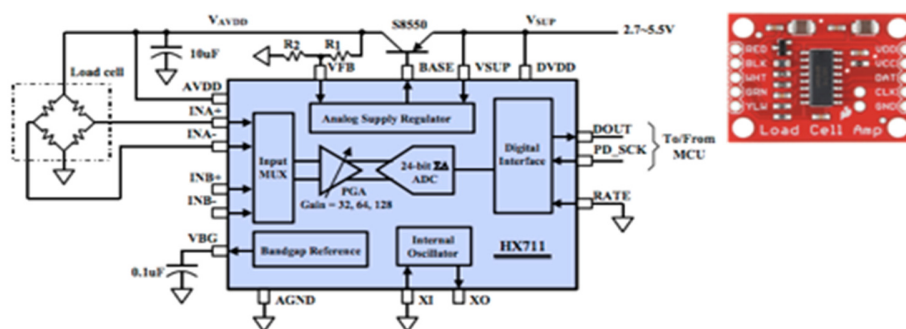 V_AVDD
S8550
V_SUP
2.7~5.5V
10uF
R2
R1
Load cell
VFB
BASE
VSUP
DVDD
AVDD
INA+
INA-
Analog Supply Regulator
Input
MUX
PGA
Gain = 32, 64, 128
24-bit ΣΔ
ADC
Digital
Interface
DOUT
PD_SCK
To/From
MCU
INB+
INB-
RATE
VBG
Bandgap Reference
Internal
Oscillator
HX711
0.1uF
AGND
XI
XO
RED
BLK
WHT
GRN
YLW
VDD
VCC
DAT
CLK
GND
Load Cell Amp